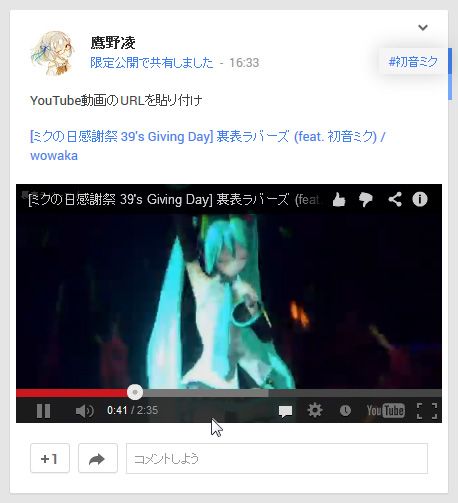 鷹野凌
限定公開で共有しました - 16:33
#初音ミク
YouTube動画のURLを貼り付け
[ミクの日感謝祭 39's Giving Day] 裏表ラバーズ (feat. 初音ミク) /
wowaka
[ミクの日感謝祭 39's Giving Day] 裏表ラバーズ (feat.
0:41 / 2:35
YouTube
+1
コメントしよう